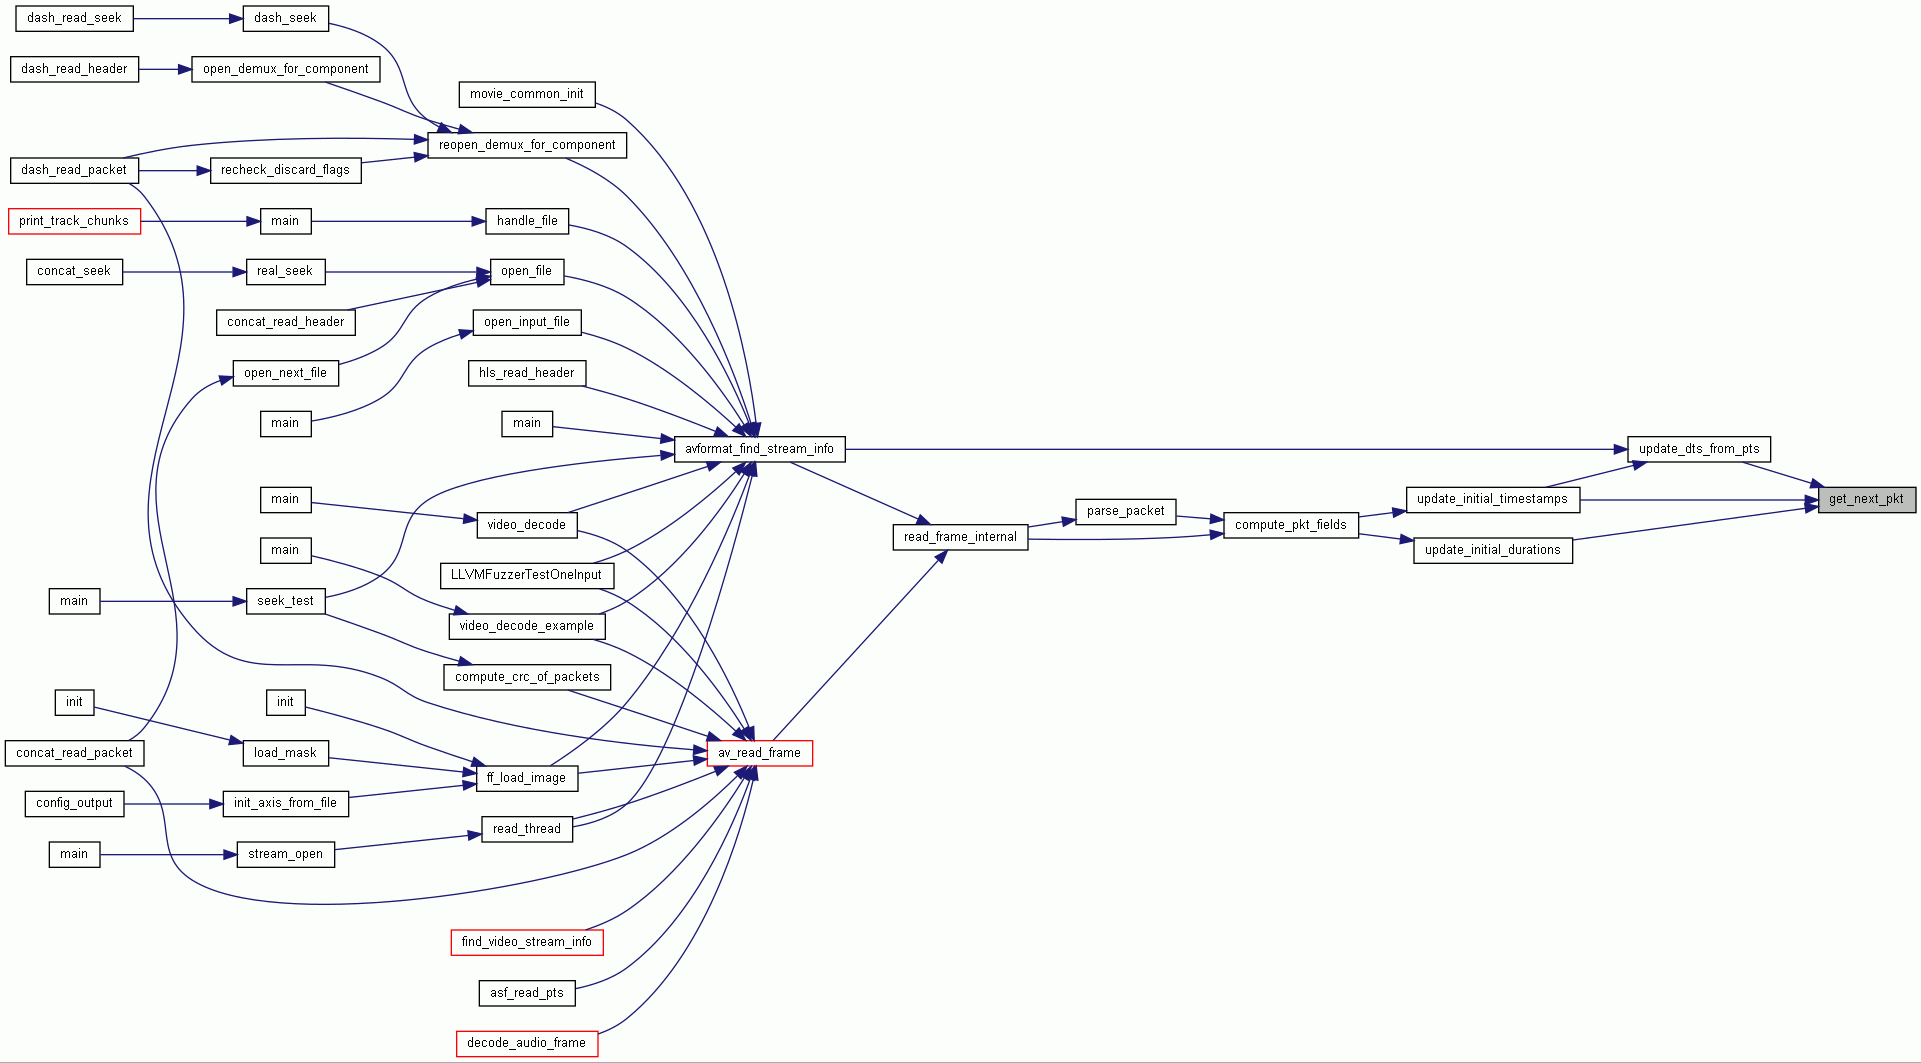 dash_read_seek
dash_seek
dash_read_header
open_demux_for_component
movie_common_init
reopen_demux_for_component
dash_read_packet
recheck_discard_flags
print_track_chunks
main
handle_file
concat_seek
real_seek
open_file
concat_read_header
open_input_file
open_next_file
hls_read_header
main
main
avformat_find_stream_info
update_dts_from_pts
main
video_decode
update_initial_timestamps
get_next_pkt
parse_packet
compute_pkt_fields
read_frame_internal
main
update_initial_durations
LLVMFuzzerTestOneInput
main
seek_test
video_decode_example
compute_crc_of_packets
init
init
concat_read_packet
load_mask
av_read_frame
ff_load_image
config_output
init_axis_from_file
read_thread
main
stream_open
find_video_stream_info
asf_read_pts
decode_audio_frame